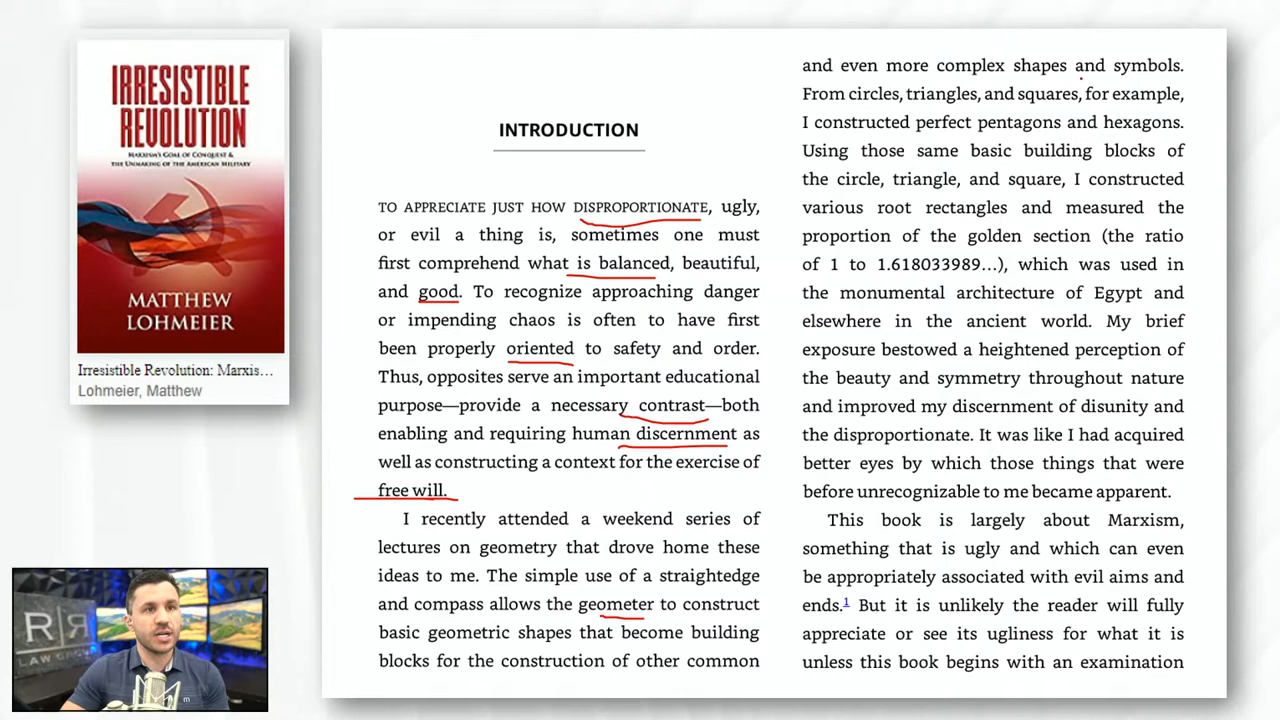 IRRESISTIBLE
REVOLUTION
MARXISM'S GOAL OF CONQUEST &
THE UNMAKING OF THE AMERICAN MILITARY
MATTHEW
LOHMEIER
Irresistible Revolution: Marxis...
Lohmeier, Matthew
R|R
LAW GROUP
INTRODUCTION
TO APPRECIATE JUST HOW DISPROPORTIONATE, ugly,
or evil a thing is, sometimes one must
first comprehend what is balanced, beautiful,
and good. To recognize approaching danger
or impending chaos is often to have first
been properly oriented to safety and order.
Thus, opposites serve an important educational
purpose—provide a necessary contrast—both
enabling and requiring human discernment as
well as constructing a context for the exercise of
free will.
I recently attended a weekend series of
lectures on geometry that drove home these
ideas to me. The simple use of a straightedge
and compass allows the geometer to construct
basic geometric shapes that become building
blocks for the construction of other common
and even more complex shapes and symbols.
From circles, triangles, and squares, for example,
I constructed perfect pentagons and hexagons.
Using those same basic building blocks of
the circle, triangle, and square, I constructed
various root rectangles and measured the
proportion of the golden section (the ratio
of 1 to 1.618033989...), which was used in
the monumental architecture of Egypt and
elsewhere in the ancient world. My brief
exposure bestowed a heightened perception of
the beauty and symmetry throughout nature
and improved my discernment of disunity and
the disproportionate. It was like I had acquired
better eyes by which those things that were
before unrecognizable to me became apparent.
This book is largely about Marxism,
something that is ugly and which can even
be appropriately associated with evil aims and
ends.1 But it is unlikely the reader will fully
appreciate or see its ugliness for what it is
unless this book begins with an examination